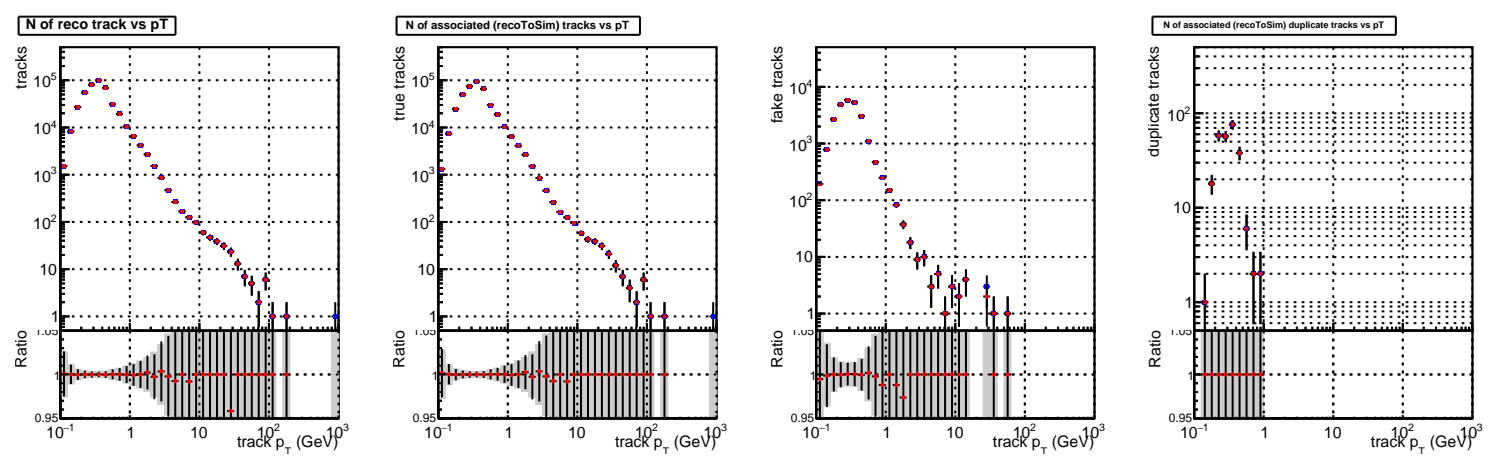 N of reco track vs pT
tracks
10^5
10^4
10^3
10^2
10
1
Ratio
1.05
1
0.95
10^-1 1 10 10^2 10^3
track p_T (GeV)
N of associated (recoToSim) tracks vs pT
true tracks
10^5
10^4
10^3
10^2
10
1
Ratio
1.05
1
0.95
10^-1 1 10 10^2 10^3
track p_T (GeV)
fake tracks
10^4
10^3
10^2
10
1
Ratio
1.05
1
0.95
10^-1 1 10 10^2 10^3
track p_T (GeV)
N of associated (recoToSim) duplicate tracks vs pT
duplicate tracks
10^2
10
1
Ratio
1.05
1
0.95
10^-1 1 10 10^2 10^3
track p_T (GeV)